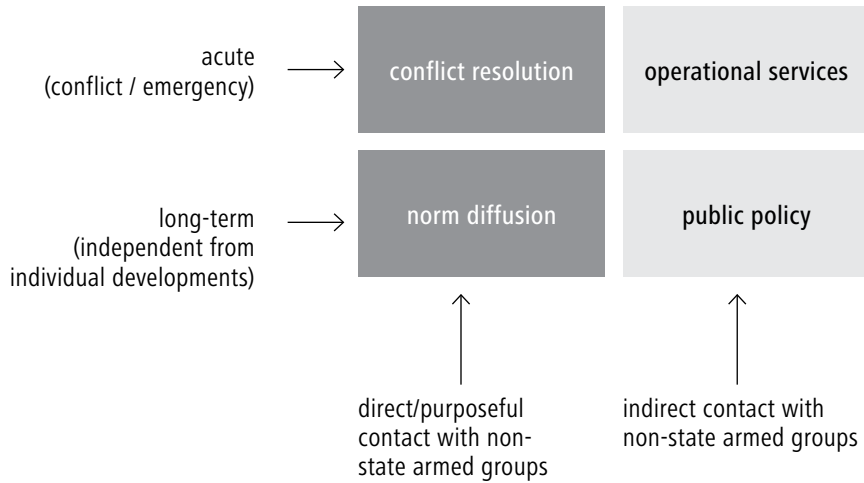 acute
(conflict / emergency)
conflict resolution
operational services
long-term
(independent from
individual developments)
norm diffusion
public policy
direct/purposeful
contact with non-
state armed groups
indirect contact with
non-state armed groups